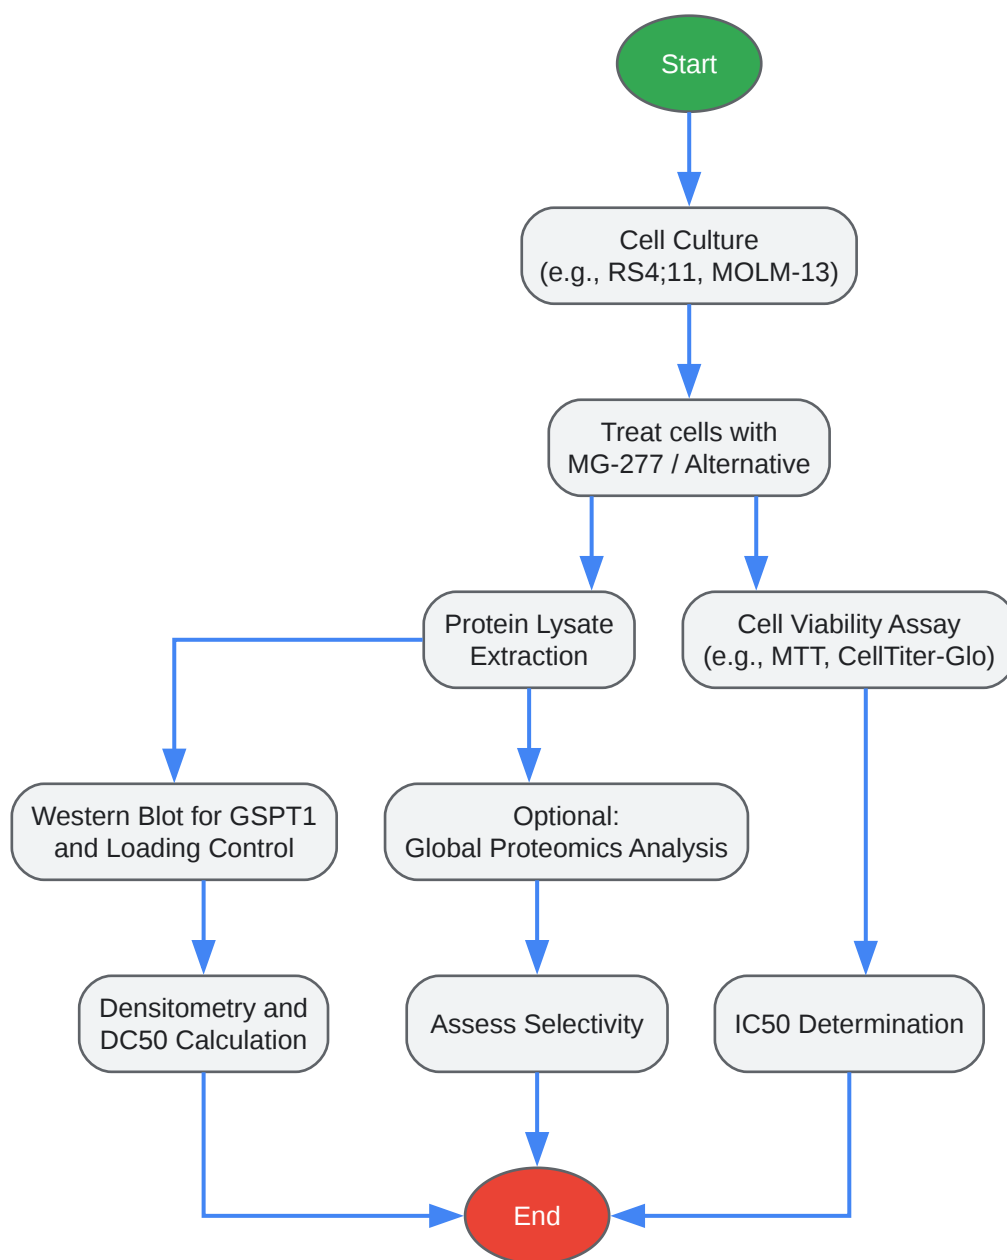 Start
Cell Culture
(e.g., RS4;11, MOLM-13)
Treat cells with
MG-277 / Alternative
Protein Lysate
Extraction
Cell Viability Assay
(e.g., MTT, CellTiter-Glo)
Western Blot for GSPT1
and Loading Control
Optional:
Global Proteomics Analysis
Densitometry and
DC50 Calculation
Assess Selectivity
IC50 Determination
End